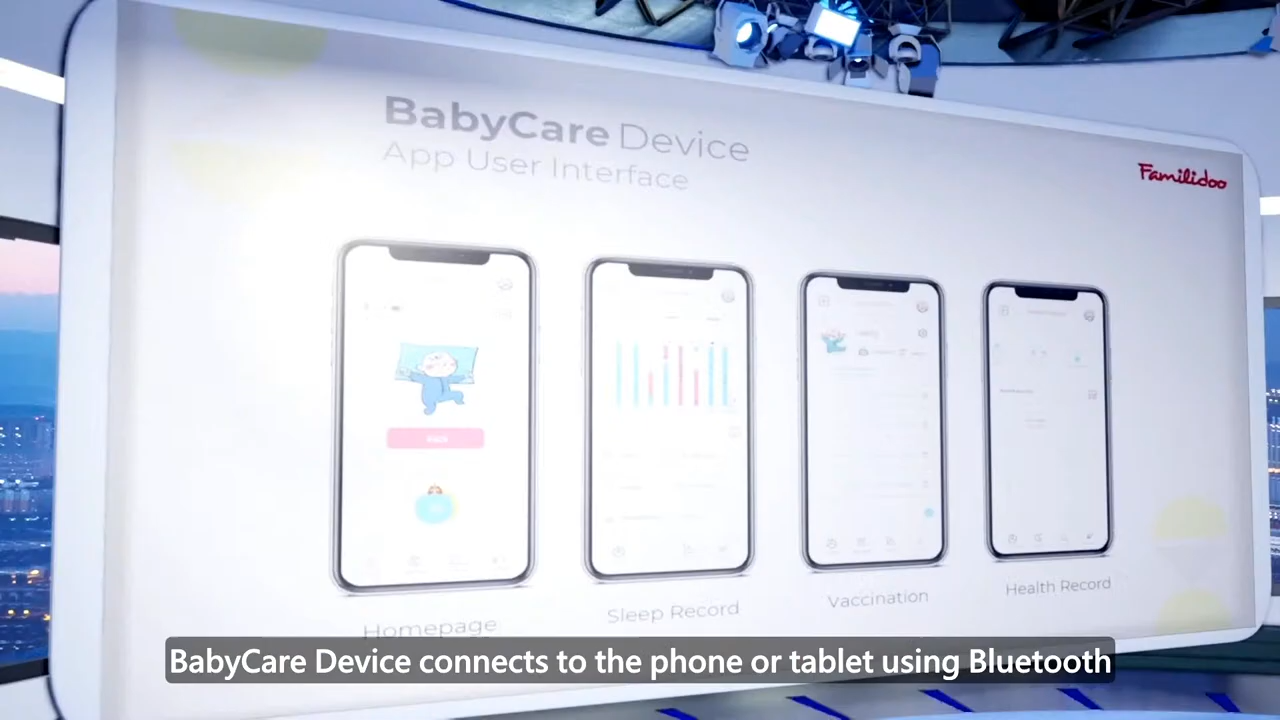 BabyCare Device
App User Interface
Familidoo
Homepage
Sleep Record
Vaccination
Health Record
BabyCare Device connects to the phone or tablet using Bluetooth